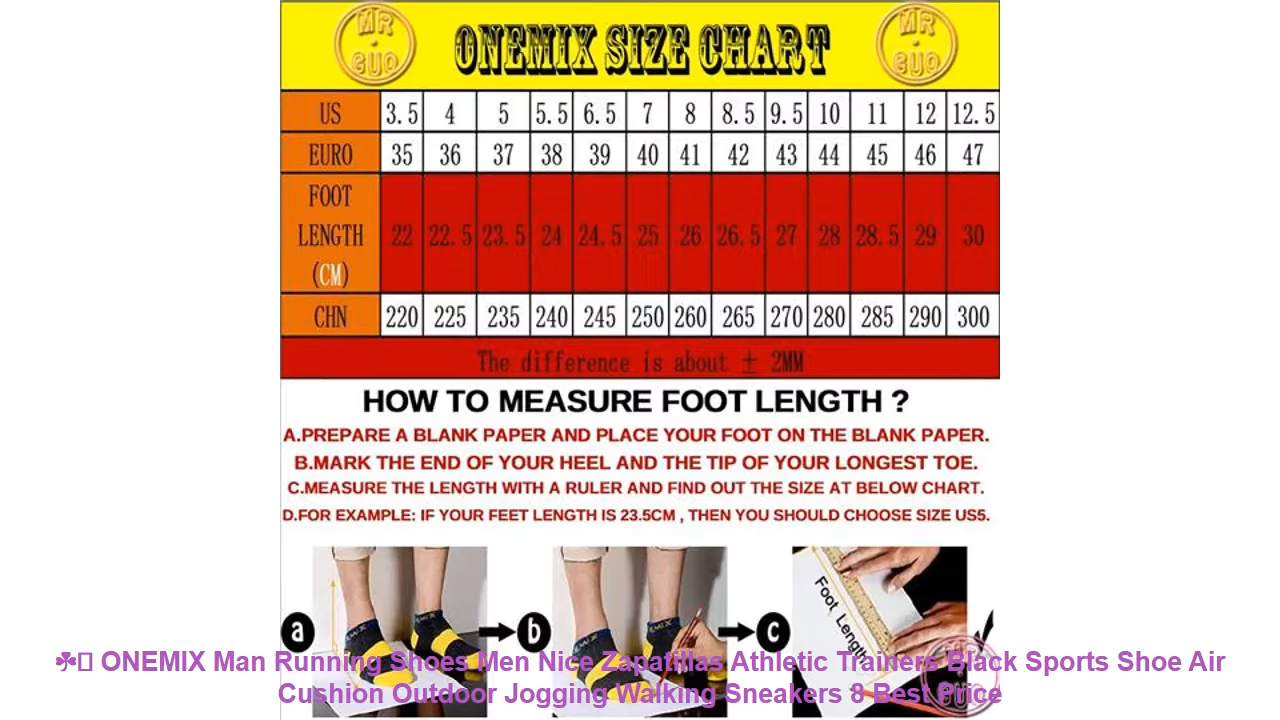 MR · GUO
ONEMIX SIZE CHART
MR · GUO
US 3.5 4 5 5.5 6.5 7 8 8.5 9.5 10 11 12 12.5
EURO 35 36 37 38 39 40 41 42 43 44 45 46 47
FOOT
LENGTH 22 22.5 23.5 24 24.5 25 26 26.5 27 28 28.5 29 30
(CM)
CHN 220 225 235 240 245 250 260 265 270 280 285 290 300
The difference is about ± 2MM
HOW TO MEASURE FOOT LENGTH ?
A.PREPARE A BLANK PAPER AND PLACE YOUR FOOT ON THE BLANK PAPER.
B.MARK THE END OF YOUR HEEL AND THE TIP OF YOUR LONGEST TOE.
C.MEASURE THE LENGTH WITH A RULER AND FIND OUT THE SIZE AT BELOW CHART.
D.FOR EXAMPLE: IF YOUR FEET LENGTH IS 23.5CM , THEN YOU SHOULD CHOOSE SIZE US5.
a b c
Foot Length
☘ ONEMIX Man Running Shoes Men Nice Zapatillas Athletic Trainers Black Sports Shoe Air
Cushion Outdoor Jogging Walking Sneakers 8 Best Price